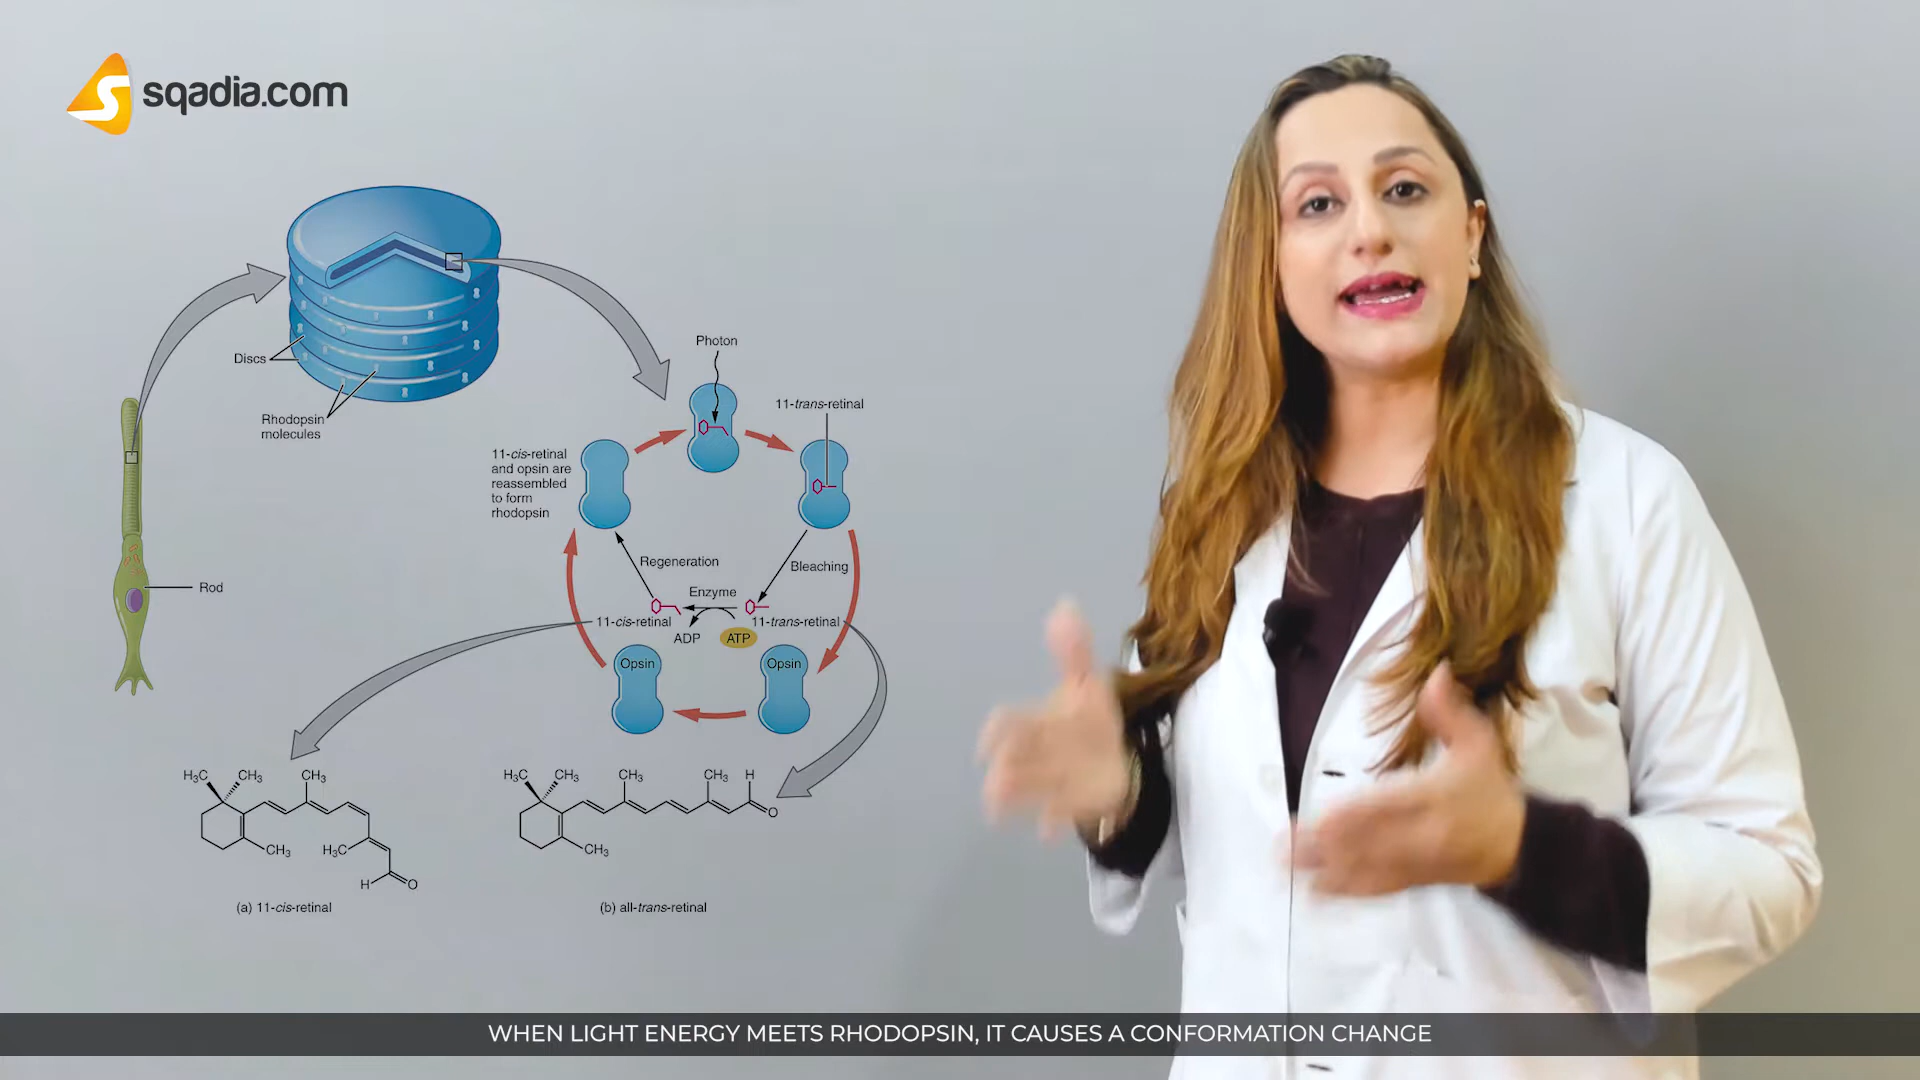 sqadia.com
Discs
Rhodopsin
molecules
Rod
Photon
11-trans-retinal
11-cis-retinal
and opsin are
reassembled
to form
rhodopsin
Regeneration
Bleaching
Enzyme
11-cis-retinal
11-trans-retinal
ADP
ATP
Opsin
Opsin
H₃C
CH₃
CH₃
CH₃
H₃C
H
O
(a) 11-cis-retinal
H₃C
CH₃
CH₃
CH₃
H
O
CH₃
(b) all-trans-retinal
WHEN LIGHT ENERGY MEETS RHODOPSIN, IT CAUSES A CONFORMATION CHANGE